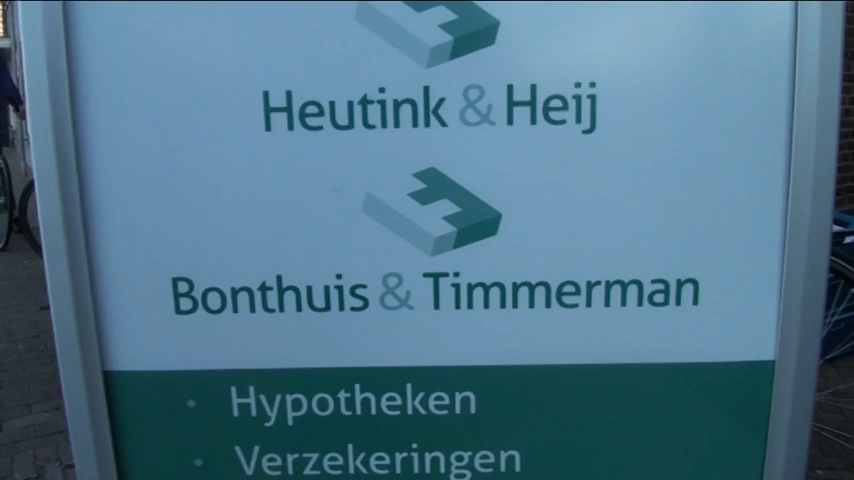 Heutink & Heij
Bonthuis & Timmerman
Hypotheken
Verzekeringen